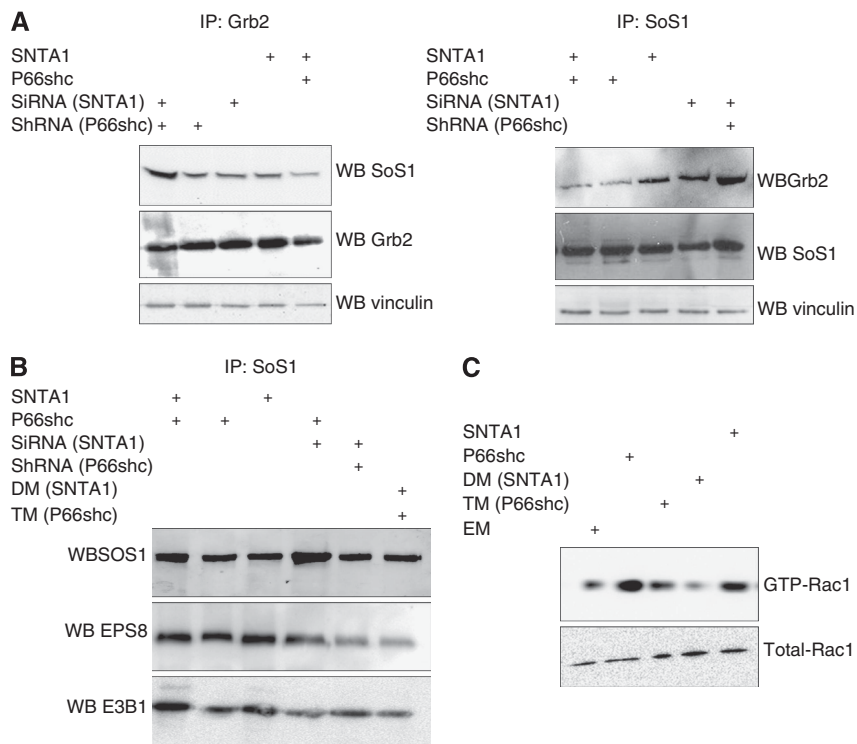 A
IP: Grb2
SNTA1 + +
P66shc +
SiRNA (SNTA1) + +
ShRNA (P66shc) + +
WB SoS1
WB Grb2
WB vinculin
IP: SoS1
SNTA1 + +
P66shc + +
SiRNA (SNTA1) + +
ShRNA (P66shc) +
WBGrb2
WB SoS1
WB vinculin
B
IP: SoS1
SNTA1 + +
P66shc + + +
SiRNA (SNTA1) + +
ShRNA (P66shc) +
DM (SNTA1) +
TM (P66shc) +
WBSOS1
WB EPS8
WB E3B1
C
SNTA1 +
P66shc +
DM (SNTA1) +
TM (P66shc) +
EM +
GTP-Rac1
Total-Rac1